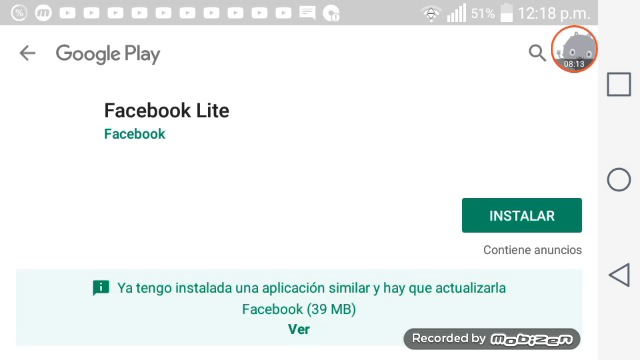 51% 12:18 p.m.
Google Play
08:13
Facebook Lite
Facebook
INSTALAR
Contiene anuncios
Ya tengo instalada una aplicación similar y hay que actualizarla
Facebook (39 MB)
Ver
Recorded by mobizen